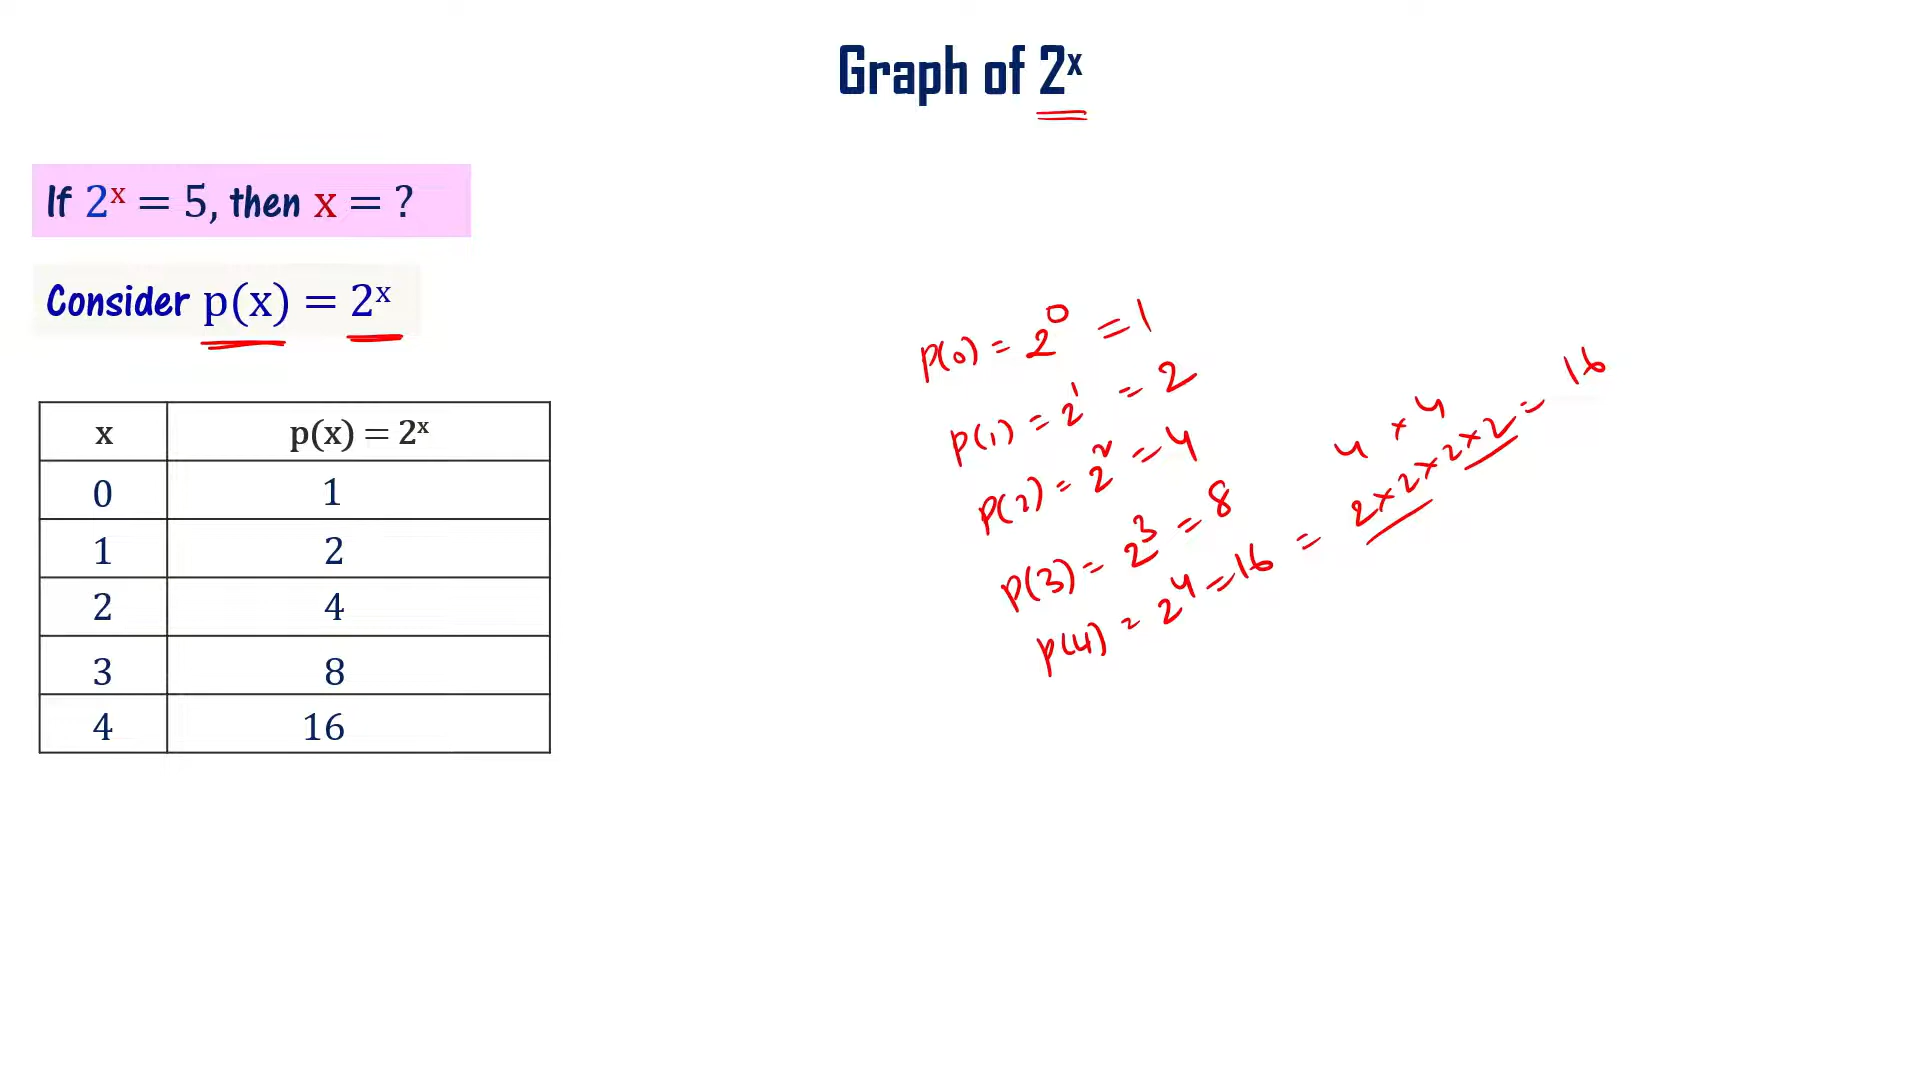 Graph of 2ˣ
If 2ˣ = 5, then x = ?
Consider p(x) = 2ˣ
x p(x) = 2ˣ
0 1
1 2
2 4
3 8
4 16
p(0) = 2⁰ = 1
p(1) = 2¹ = 2
p(2) = 2² = 4
p(3) = 2³ = 8
p(4) = 2⁴ = 16 = 2×2×2×2 = 16
4 × 4